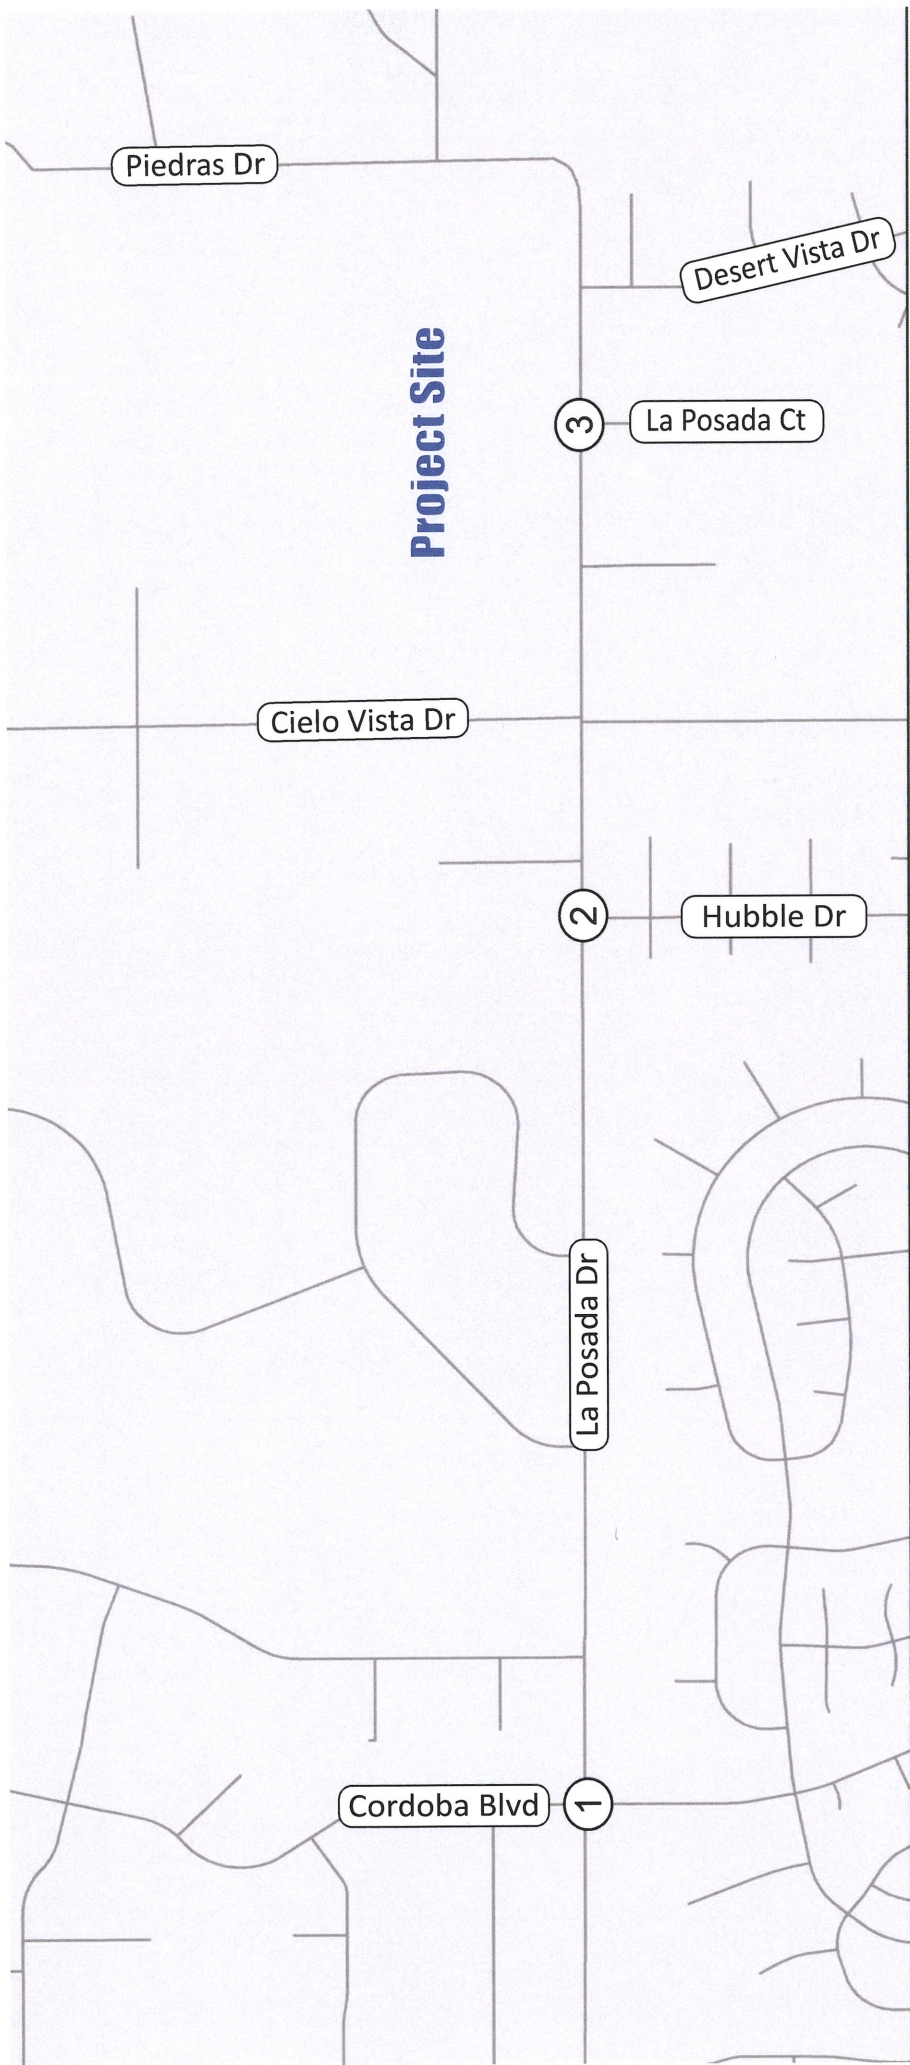 Piedras Dr
Desert Vista Dr
Project Site
3
La Posada Ct
Cielo Vista Dr
2
Hubble Dr
La Posada Dr
Cordoba Blvd
1